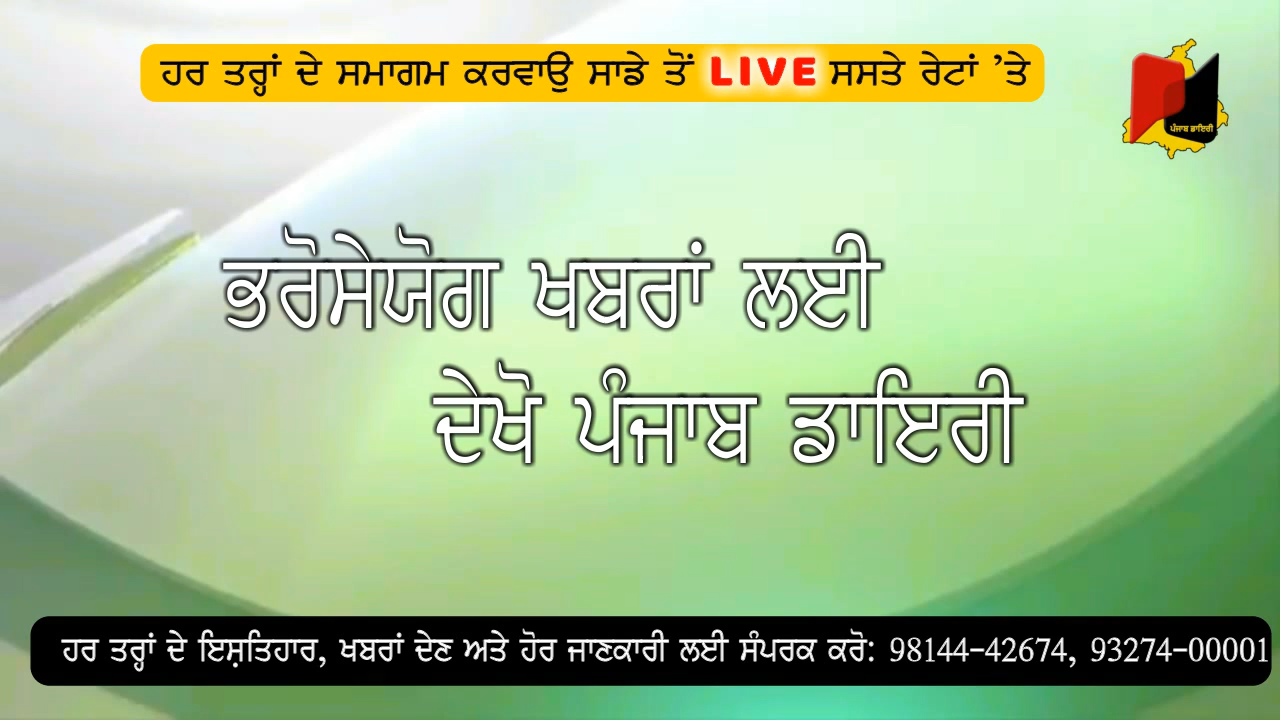 ਹਰ ਤਰ੍ਹਾਂ ਦੇ ਸਮਾਗਮ ਕਰਵਾਉ ਸਾਡੇ ਤੋਂ LIVE ਸਸਤੇ ਰੇਟਾਂ ’ਤੇ
ਪੰਜਾਬ ਡਾਇਰੀ
ਭਰੋਸੇਯੋਗ ਖਬਰਾਂ ਲਈ
ਦੇਖੋ ਪੰਜਾਬ ਡਾਇਰੀ
ਹਰ ਤਰ੍ਹਾਂ ਦੇ ਇਸ਼ਤਿਹਾਰ, ਖਬਰਾਂ ਦੇਣ ਅਤੇ ਹੋਰ ਜਾਣਕਾਰੀ ਲਈ ਸੰਪਰਕ ਕਰੋ: 98144-42674, 93274-00001